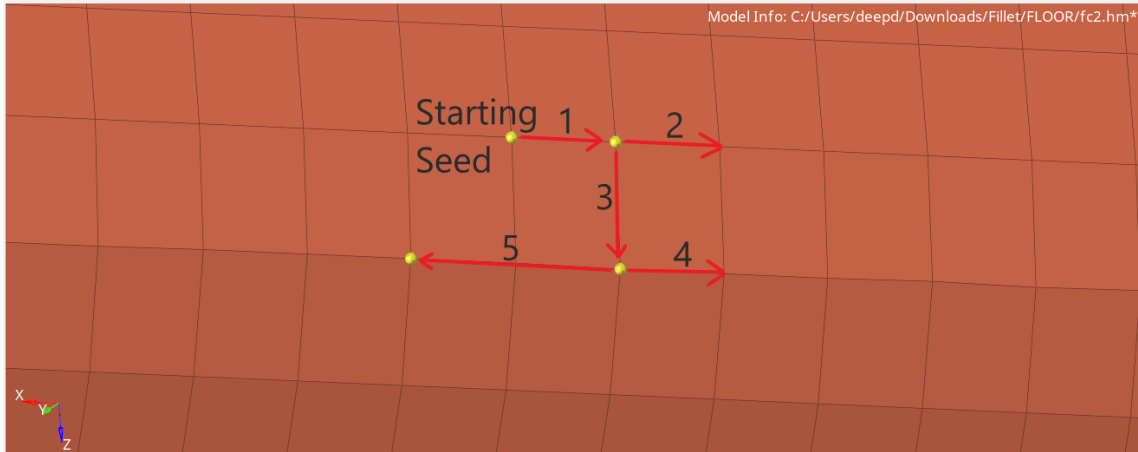 Model Info: C:/Users/deepd/Downloads/Fillet/FLOOR/fc2.hm*
Starting
Seed
1
2
3
5
4
X
Y
Z